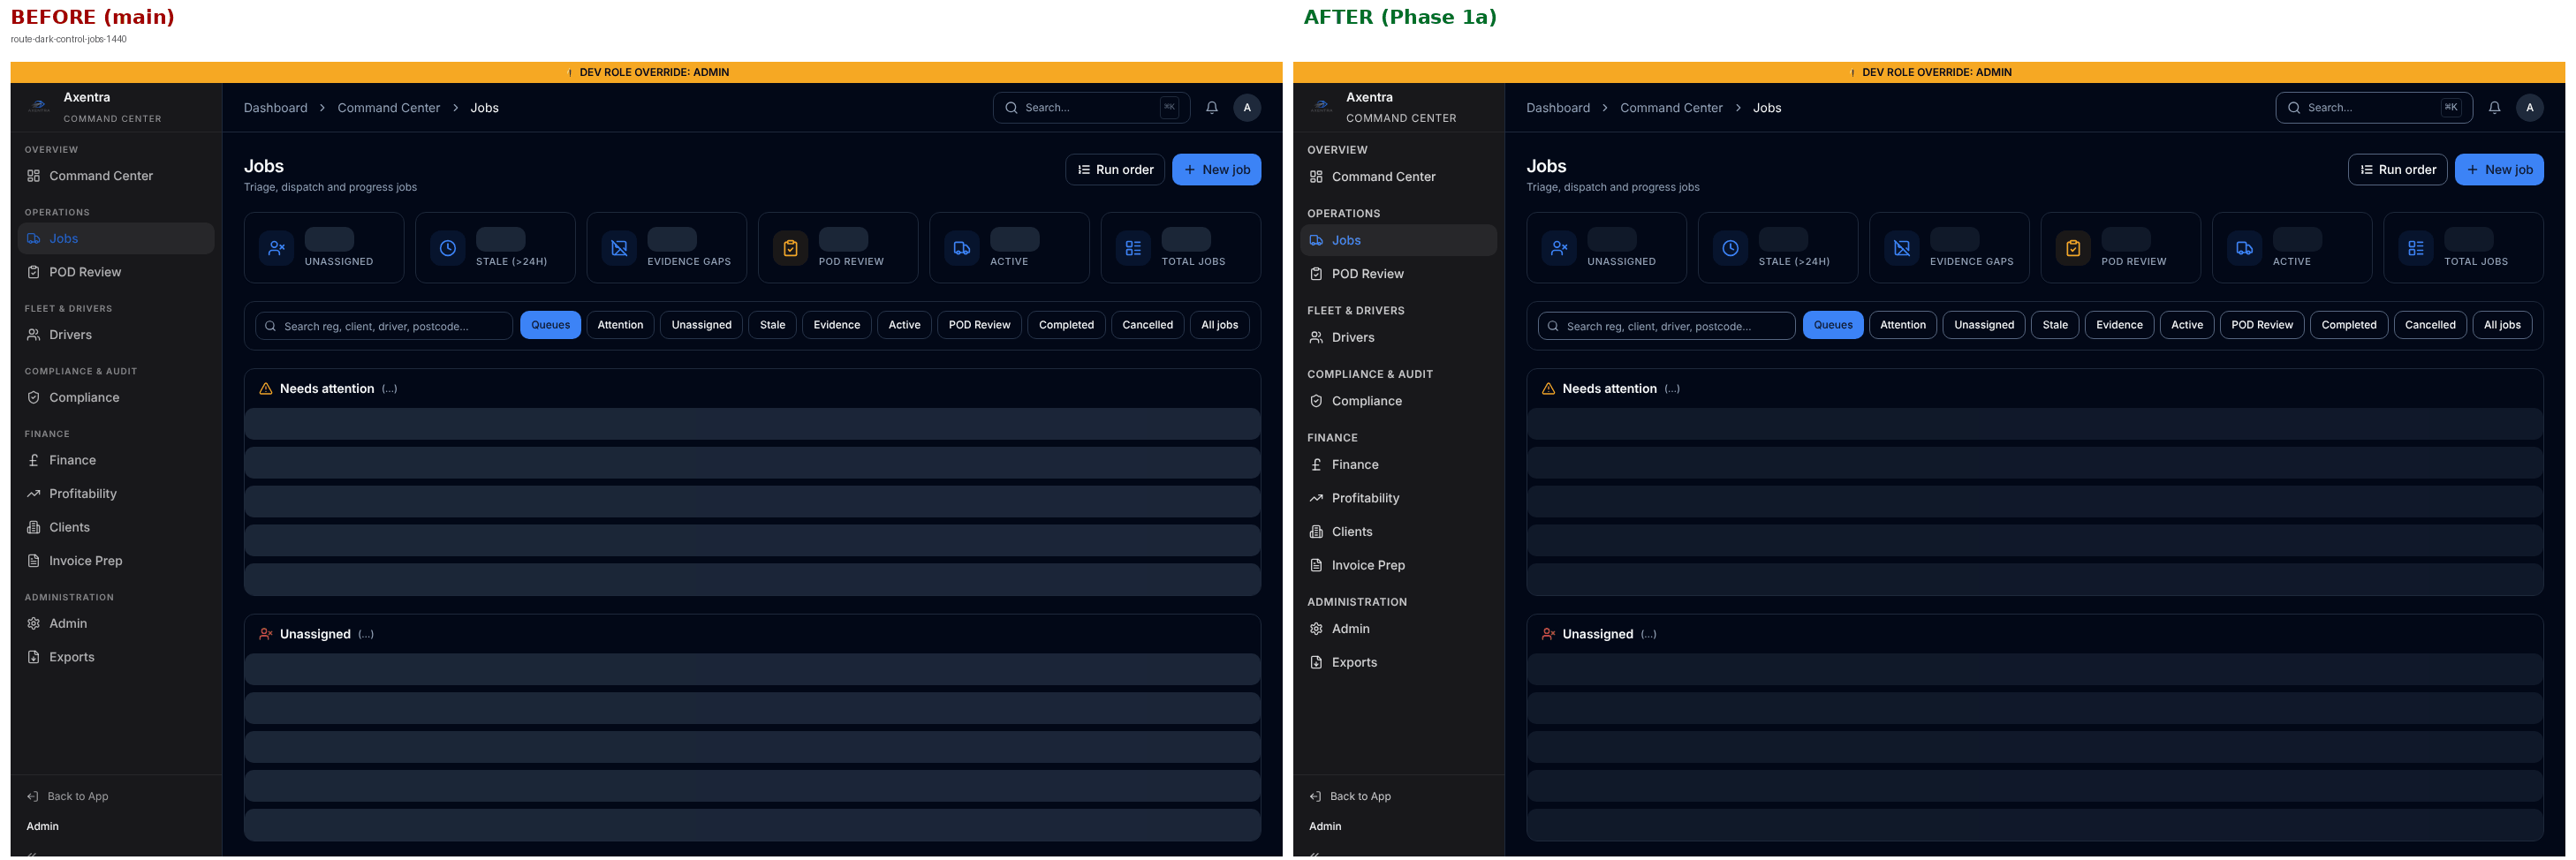 BEFORE (main)
route-dark-control-jobs-1440
DEV ROLE OVERRIDE: ADMIN
Axentra
COMMAND CENTER
Dashboard > Command Center > Jobs
Search...
⌘K
A
OVERVIEW
Command Center
OPERATIONS
Jobs
POD Review
FLEET & DRIVERS
Drivers
COMPLIANCE & AUDIT
Compliance
FINANCE
Finance
Profitability
Clients
Invoice Prep
ADMINISTRATION
Admin
Exports
Back to App
Admin
Jobs
Triage, dispatch and progress jobs
Run order
New job
UNASSIGNED
STALE (>24H)
EVIDENCE GAPS
POD REVIEW
ACTIVE
TOTAL JOBS
Search reg, client, driver, postcode...
Queues
Attention
Unassigned
Stale
Evidence
Active
POD Review
Completed
Cancelled
All jobs
Needs attention (...)
Unassigned (...)
AFTER (Phase 1a)
DEV ROLE OVERRIDE: ADMIN
Axentra
COMMAND CENTER
Dashboard > Command Center > Jobs
Search...
⌘K
A
OVERVIEW
Command Center
OPERATIONS
Jobs
POD Review
FLEET & DRIVERS
Drivers
COMPLIANCE & AUDIT
Compliance
FINANCE
Finance
Profitability
Clients
Invoice Prep
ADMINISTRATION
Admin
Exports
Back to App
Admin
Jobs
Triage, dispatch and progress jobs
Run order
New job
UNASSIGNED
STALE (>24H)
EVIDENCE GAPS
POD REVIEW
ACTIVE
TOTAL JOBS
Search reg, client, driver, postcode...
Queues
Attention
Unassigned
Stale
Evidence
Active
POD Review
Completed
Cancelled
All jobs
Needs attention (...)
Unassigned (...)